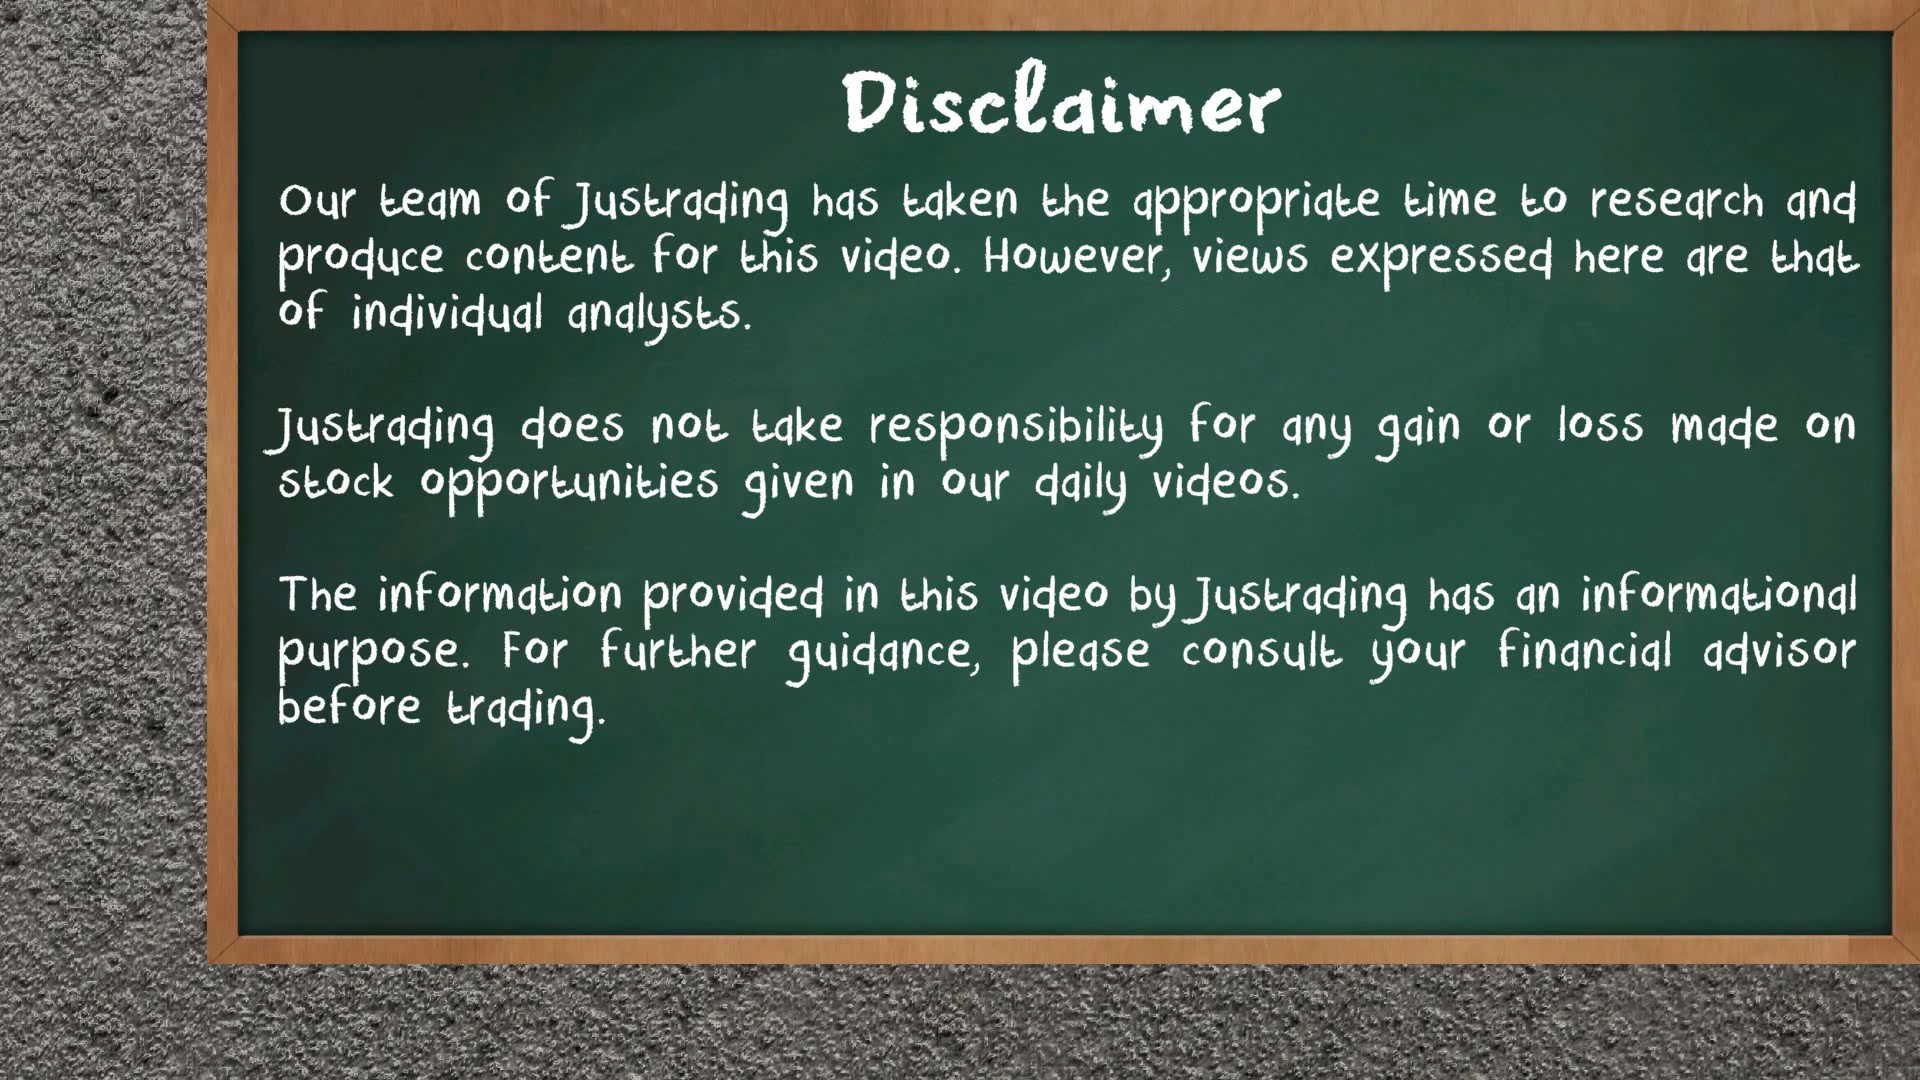 Disclaimer
Our team of Justrading has taken the appropriate time to research and
produce content for this video. However, views expressed here are that
of individual analysts.
Justrading does not take responsibility for any gain or loss made on
stock opportunities given in our daily videos.
The information provided in this video by Justrading has an informational
purpose. For further guidance, please consult your financial advisor
before trading.